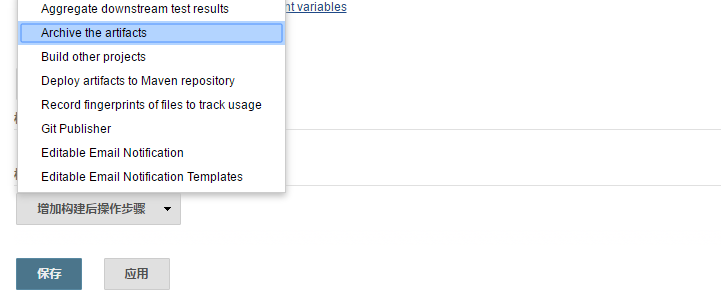 Aggregate downstream test results
nt variables
Archive the artifacts
Build other projects
Deploy artifacts to Maven repository
Record fingerprints of files to track usage
Git Publisher
Editable Email Notification
Editable Email Notification Templates
增加构建后操作步骤
保存
应用